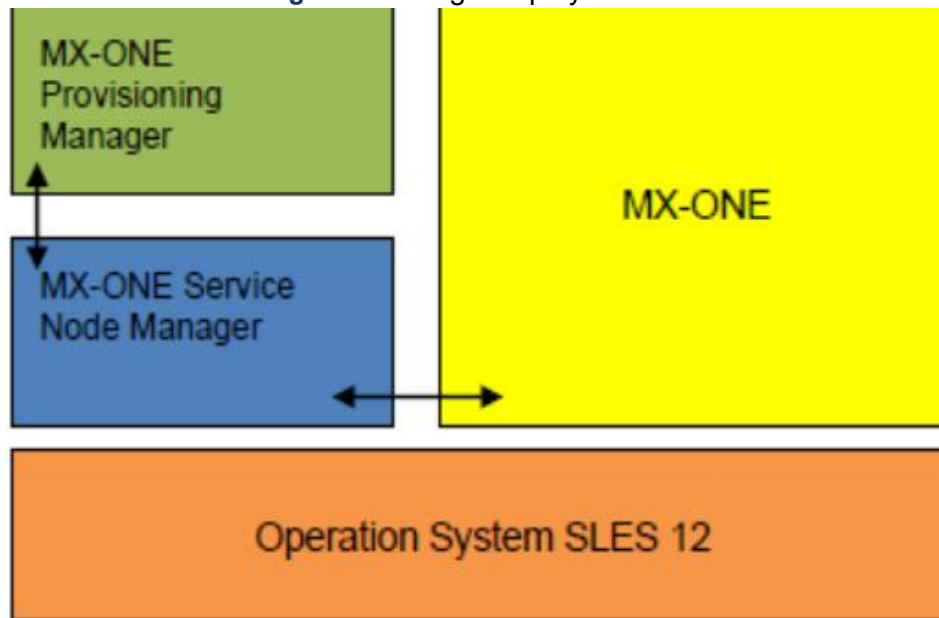 MX-ONE
Provisioning
Manager
MX-ONE
MX-ONE Service
Node Manager
Operation System SLES 12